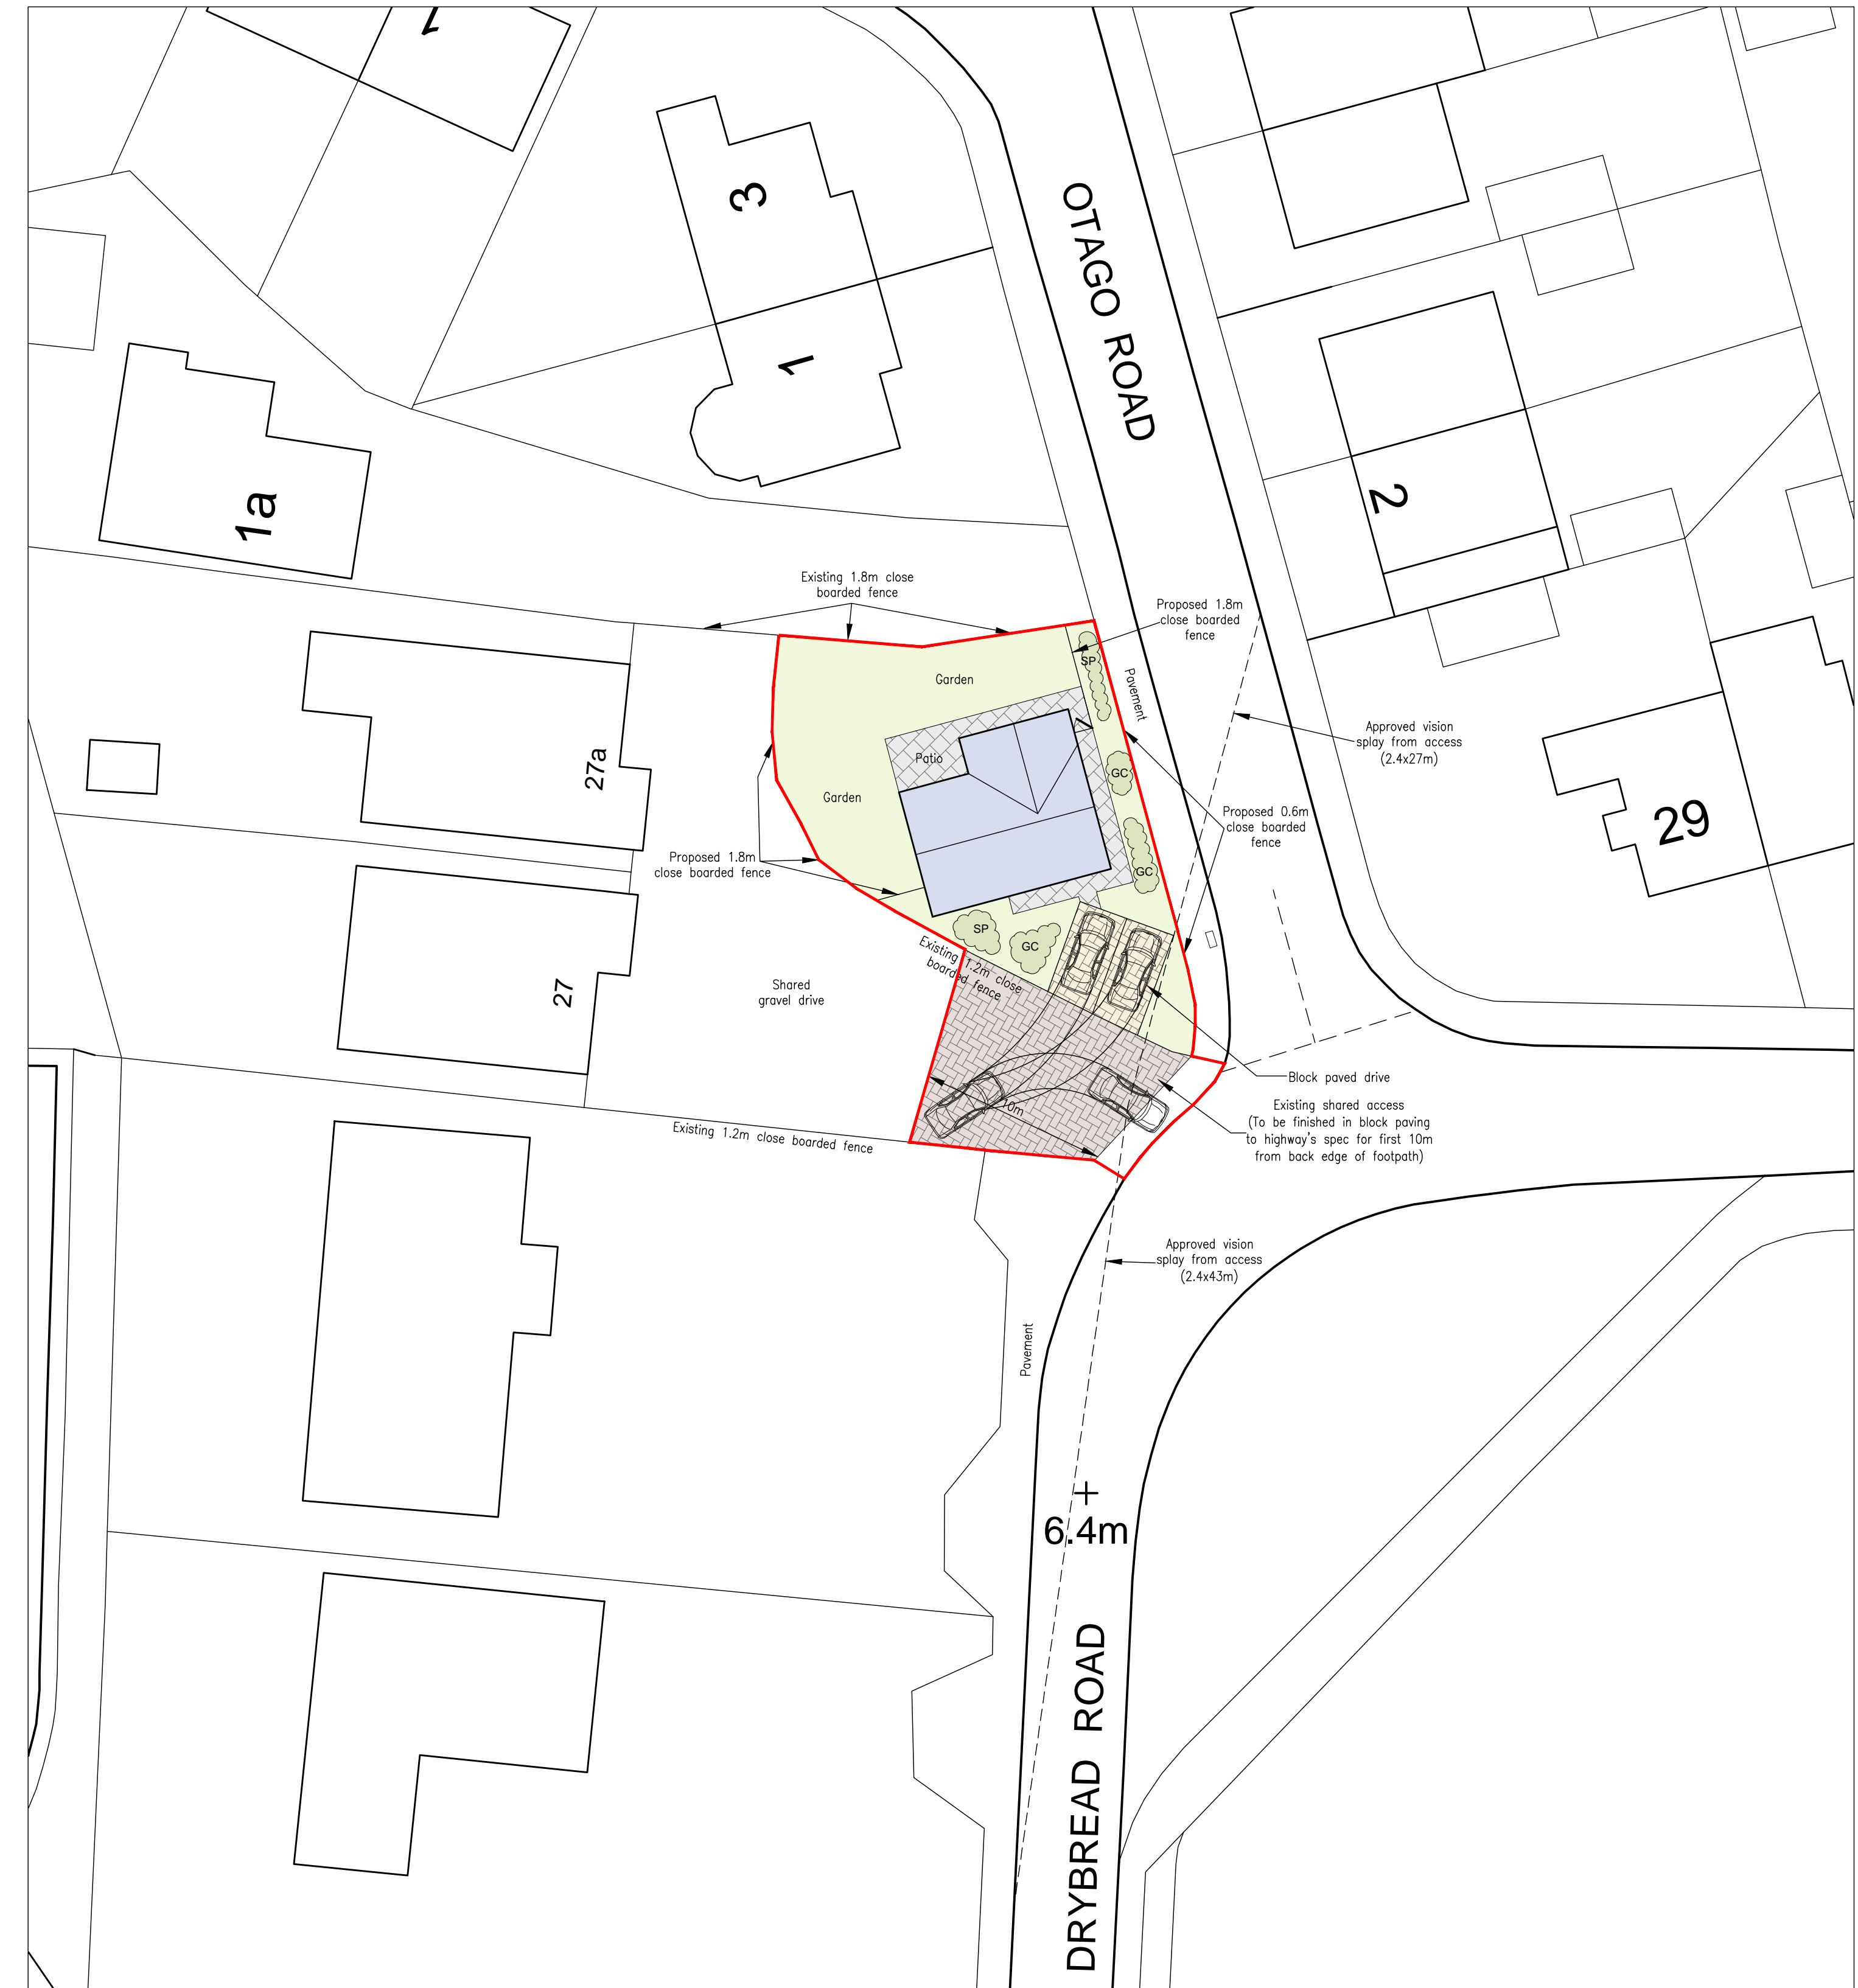 1
3
OTAGO ROAD
1
1a
2
Existing 1.8m close
boarded fence
Proposed 1.8m
close boarded
fence
SP
Garden
Pavement
Approved vision
splay from access
(2.4x27m)
Patio
27a
GC
Garden
Proposed 0.6m
close boarded
fence
29
Proposed 1.8m
close boarded fence
GC
SP
GC
Existing 1.2m close
boarded fence
Shared
gravel drive
27
Block paved drive
10m
Existing shared access
(To be finished in block paving
to highway's spec for first 10m
from back edge of footpath)
Existing 1.2m close boarded fence
Approved vision
splay from access
(2.4x43m)
Pavement
6.4m
DRYBREAD ROAD